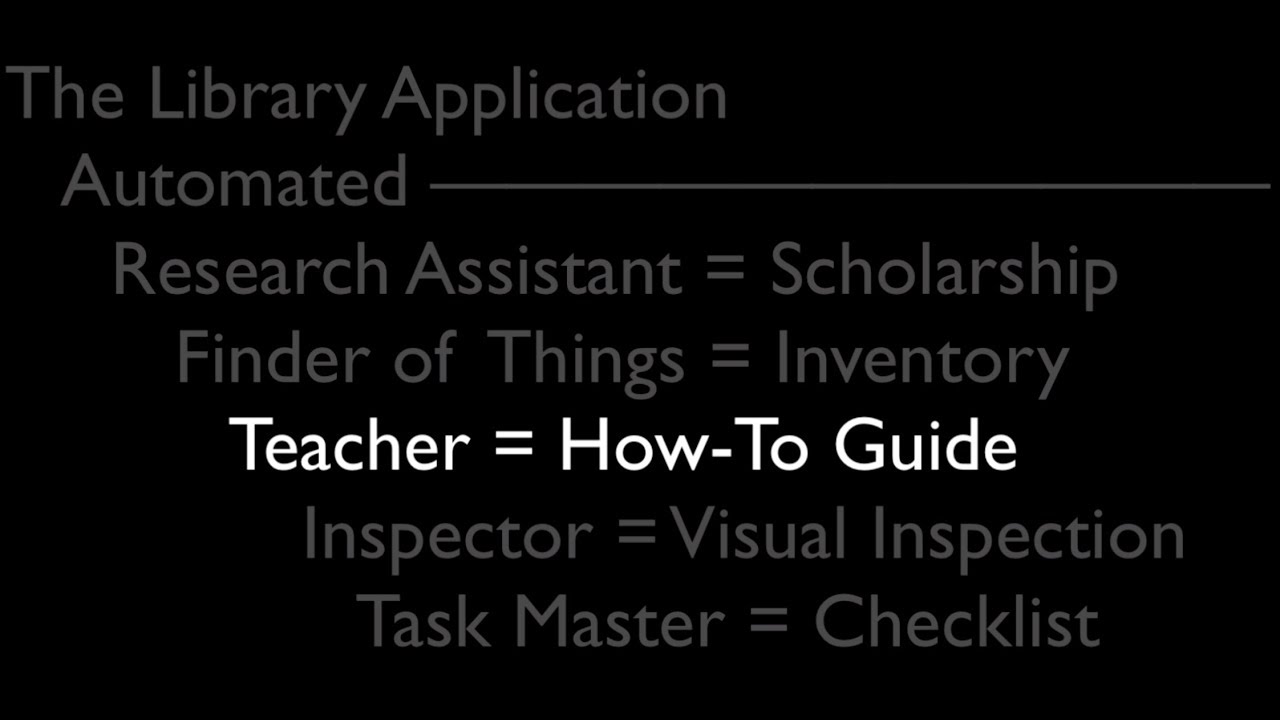 The Library Application
Automated ——————————
Research Assistant = Scholarship
Finder of Things = Inventory
Teacher = How-To Guide
Inspector = Visual Inspection
Task Master = Checklist